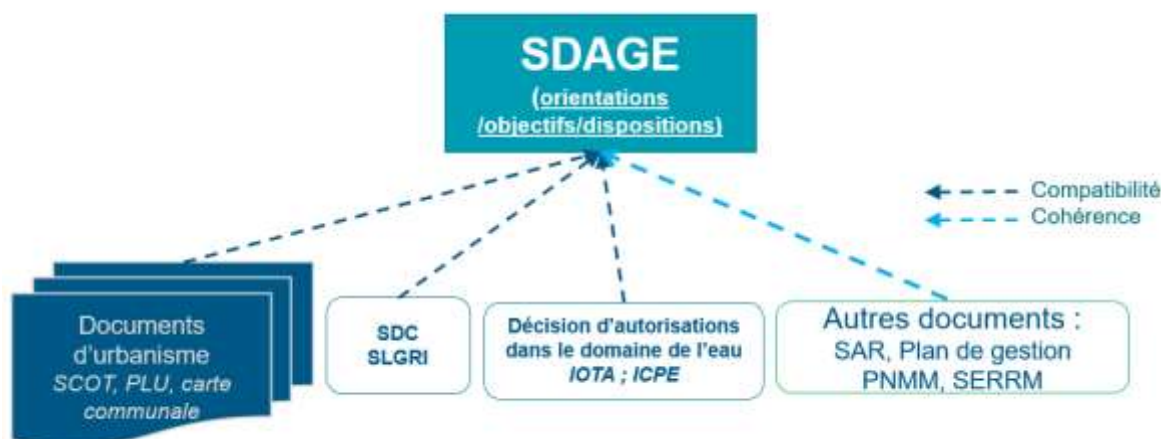 SDAGE
(orientations
/objectifs/dispositions)
Compatibilité
Cohérence
Documents
d'urbanisme
SCOT, PLU, carte
communale
SDC
SLGRI
Décision d'autorisations
dans le domaine de l'eau
IOTA ; ICPE
Autres documents :
SAR, Plan de gestion
PNMM, SERRM